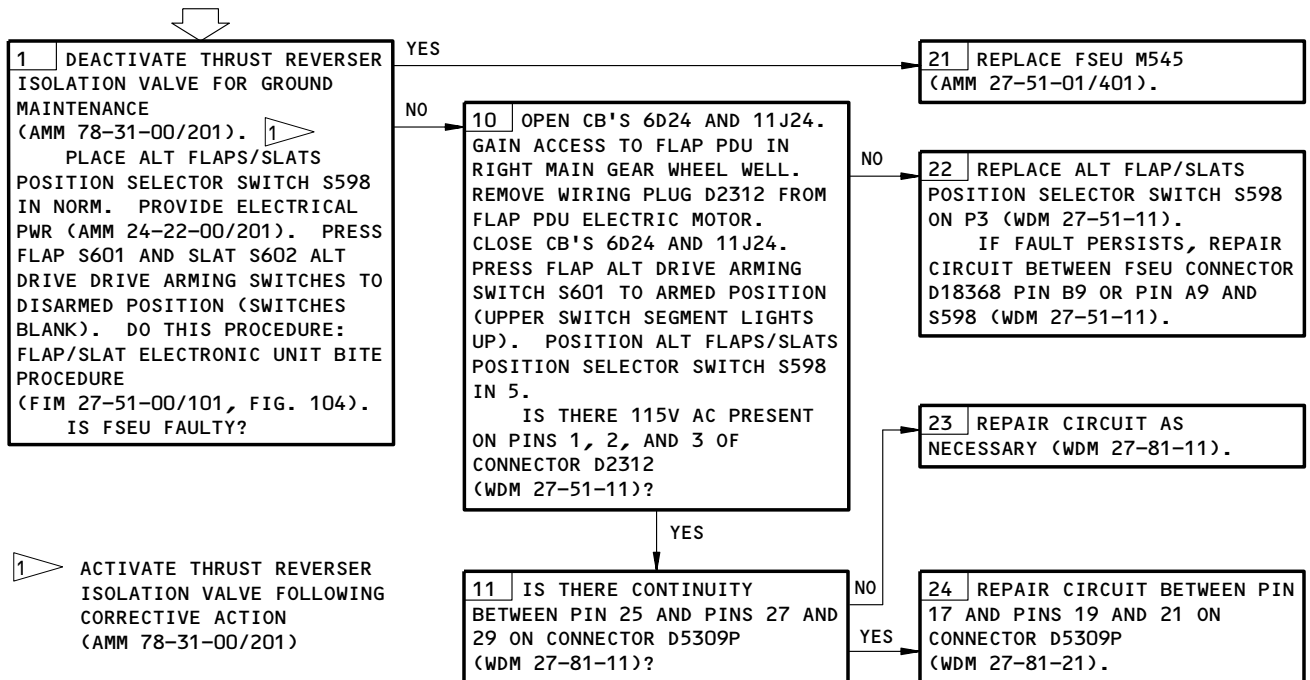 1 DEACTIVATE THRUST REVERSER
ISOLATION VALVE FOR GROUND
MAINTENANCE
(AMM 78-31-00/201). 1
PLACE ALT FLAPS/SLATS
POSITION SELECTOR SWITCH S598
IN NORM. PROVIDE ELECTRICAL
PWR (AMM 24-22-00/201). PRESS
FLAP S601 AND SLAT S602 ALT
DRIVE DRIVE ARMING SWITCHES TO
DISARMED POSITION (SWITCHES
BLANK). DO THIS PROCEDURE:
FLAP/SLAT ELECTRONIC UNIT BITE
PROCEDURE
(FIM 27-51-00/101, FIG. 104).
IS FSEU FAULTY?
YES
NO
21 REPLACE FSEU M545
(AMM 27-51-01/401).
10 OPEN CB'S 6D24 AND 11J24.
GAIN ACCESS TO FLAP PDU IN
RIGHT MAIN GEAR WHEEL WELL.
REMOVE WIRING PLUG D2312 FROM
FLAP PDU ELECTRIC MOTOR.
CLOSE CB'S 6D24 AND 11J24.
PRESS FLAP ALT DRIVE ARMING
SWITCH S601 TO ARMED POSITION
(UPPER SWITCH SEGMENT LIGHTS
UP). POSITION ALT FLAPS/SLATS
POSITION SELECTOR SWITCH S598
IN 5.
IS THERE 115V AC PRESENT
ON PINS 1, 2, AND 3 OF
CONNECTOR D2312
(WDM 27-51-11)?
NO
22 REPLACE ALT FLAP/SLATS
POSITION SELECTOR SWITCH S598
ON P3 (WDM 27-51-11).
IF FAULT PERSISTS, REPAIR
CIRCUIT BETWEEN FSEU CONNECTOR
D18368 PIN B9 OR PIN A9 AND
S598 (WDM 27-51-11).
YES
11 IS THERE CONTINUITY
BETWEEN PIN 25 AND PINS 27 AND
29 ON CONNECTOR D5309P
(WDM 27-81-11)?
NO
23 REPAIR CIRCUIT AS
NECESSARY (WDM 27-81-11).
YES
24 REPAIR CIRCUIT BETWEEN PIN
17 AND PINS 19 AND 21 ON
CONNECTOR D5309P
(WDM 27-81-21).
1 ACTIVATE THRUST REVERSER
ISOLATION VALVE FOLLOWING
CORRECTIVE ACTION
(AMM 78-31-00/201)